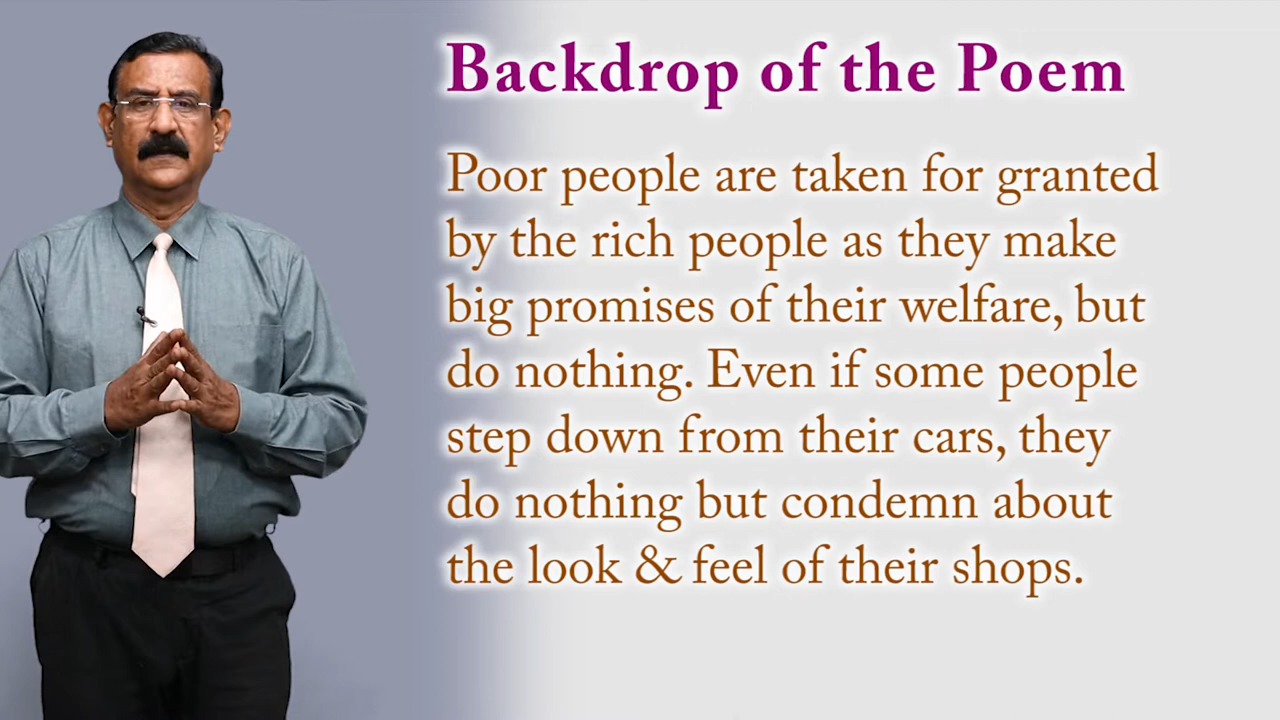 Backdrop of the Poem
Poor people are taken for granted
by the rich people as they make
big promises of their welfare, but
do nothing. Even if some people
step down from their cars, they
do nothing but condemn about
the look & feel of their shops.